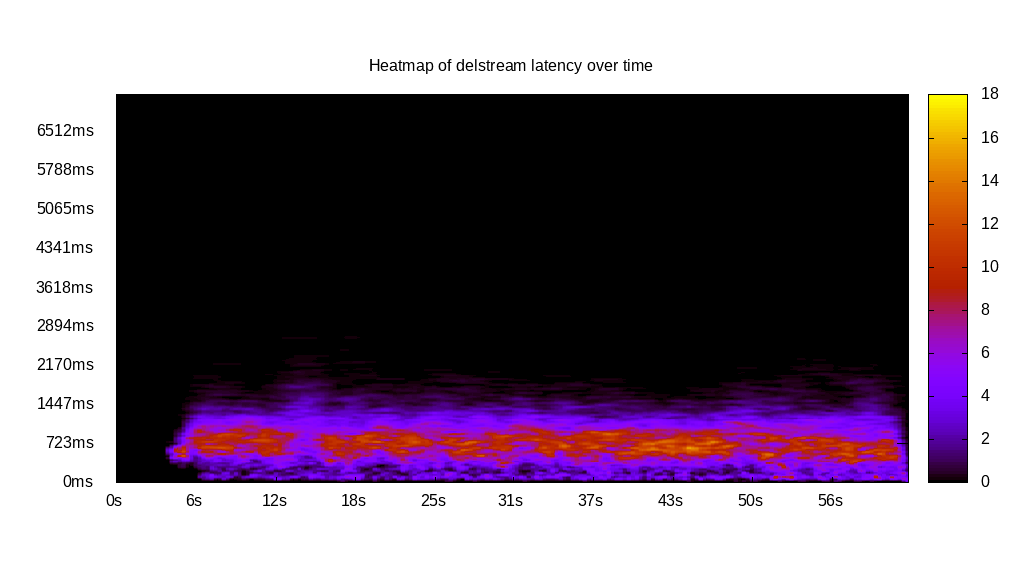 Heatmap of delstream latency over time
6512ms
5788ms
5065ms
4341ms
3618ms
2894ms
2170ms
1447ms
723ms
0ms
0s 6s 12s 18s 25s 31s 37s 43s 50s 56s
18
16
14
12
10
8
6
4
2
0